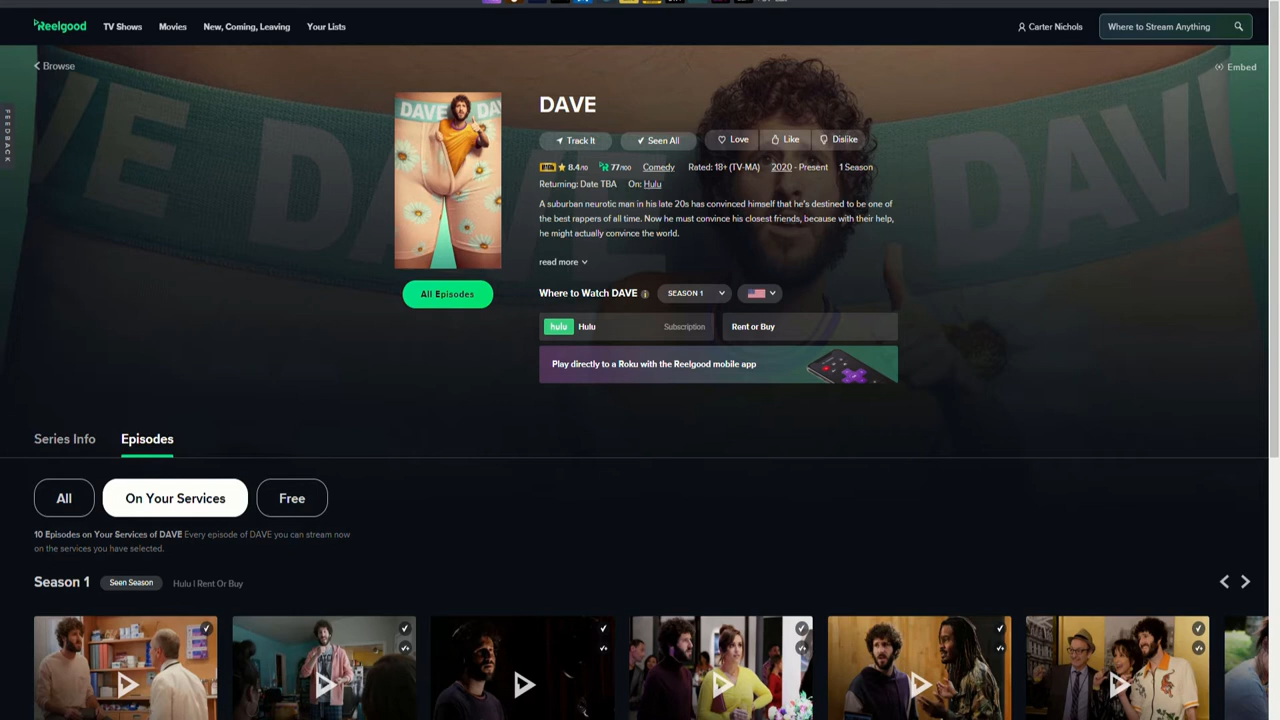 Reelgood
TV Shows
Movies
New, Coming, Leaving
Your Lists
Carter Nichols
Where to Stream Anything
Browse
Embed
FEEDBACK
DAVE
DAVE
DAVE
DAVE
Track It
Seen All
Love
Like
Dislike
8.4/10
77/100
Comedy
Rated: 18+ (TV-MA)
2020 - Present
1 Season
Returning: Date TBA
On: Hulu
A suburban neurotic man in his late 20s has convinced himself that he's destined to be one of
the best rappers of all time. Now he must convince his closest friends, because with their help,
he might actually convince the world.
read more
All Episodes
Where to Watch DAVE
SEASON 1
hulu
Hulu
Subscription
Rent or Buy
Play directly to a Roku with the Reelgood mobile app
Series Info
Episodes
All
On Your Services
Free
10 Episodes on Your Services of DAVE Every episode of DAVE you can stream now
on the services you have selected.
Season 1
Seen Season
Hulu | Rent Or Buy